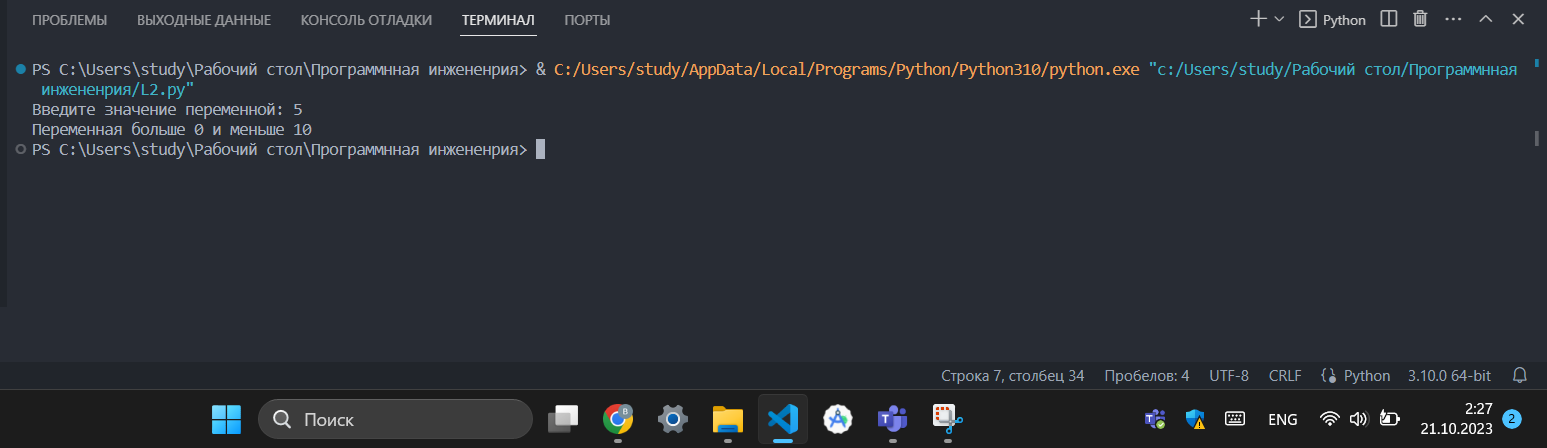 ПРОБЛЕМЫ ВЫХОДНЫЕ ДАННЫЕ КОНСОЛЬ ОТЛАДКИ ТЕРМИНАЛ ПОРТЫ Python
PS C:\Users\study\Рабочий стол\Программнная инжененрия> & C:/Users/study/AppData/Local/Programs/Python/Python310/python.exe "c:/Users/study/Рабочий стол/Программнная
инжененрия/L2.py"
Введите значение переменной: 5
Переменная больше 0 и меньше 10
PS C:\Users\study\Рабочий стол\Программнная инжененрия>
Строка 7, столбец 34 Пробелов: 4 UTF-8 CRLF Python 3.10.0 64-bit
Поиск B ENG 2:27 2
21.10.2023